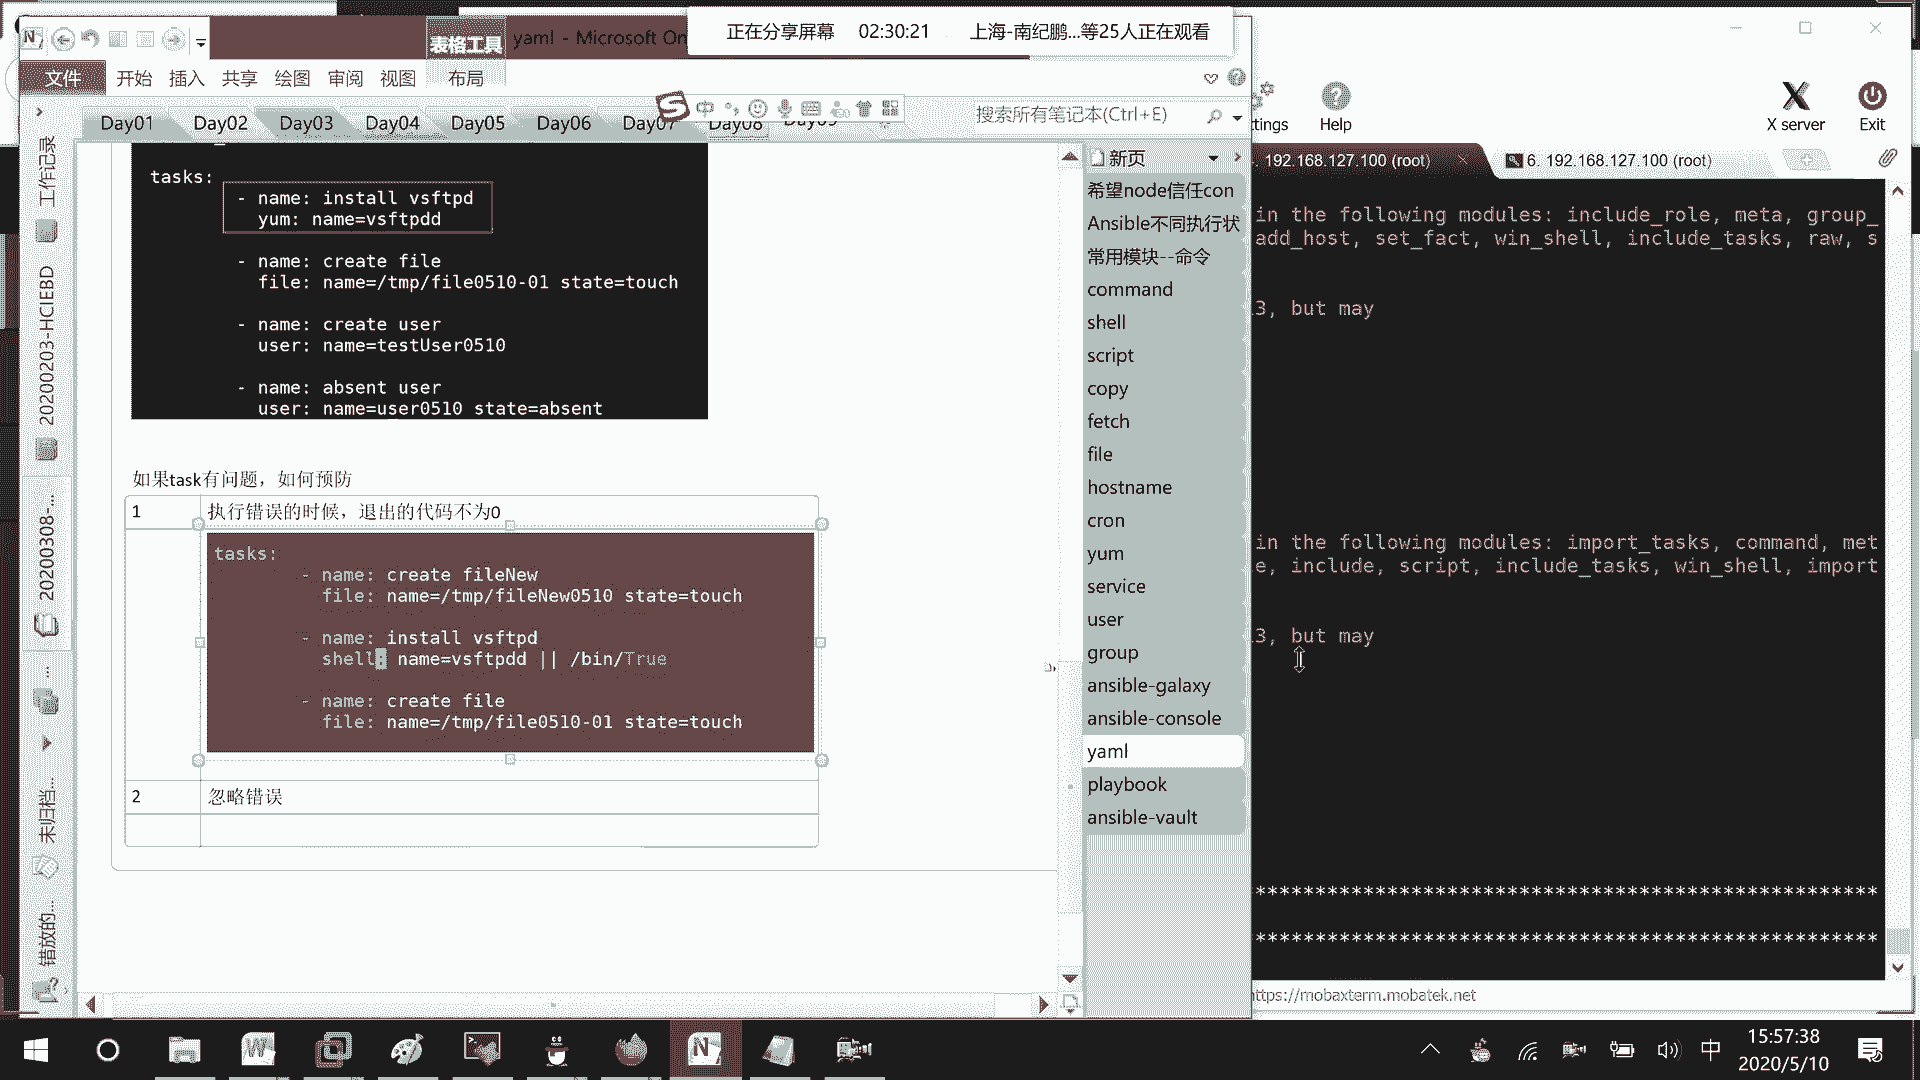 正在分享屏幕 02:30:21 上海-南纪鹏...等25人正在观看
表格工具 yaml - Microsoft On
文件 开始 插入 共享 绘图 审阅 视图 布局
Day01 Day02 Day03 Day04 Day05 Day06 Day07 Day08
中
搜索所有笔记本(Ctrl+E)
工作记录
20200203-HCIEBD
20200308-...
...
未归档...
错放的...
tasks:
- name: install vsftpd
yum: name=vsftpdd
- name: create file
file: name=/tmp/file0510-01 state=touch
- name: create user
user: name=testUser0510
- name: absent user
user: name=user0510 state=absent
如果task有问题，如何预防
1 执行错误的时候，退出的代码不为0
tasks:
- name: create fileNew
file: name=/tmp/fileNew0510 state=touch
- name: install vsftpd
shell: name=vsftpdd || /bin/True
- name: create file
file: name=/tmp/file0510-01 state=touch
2 忽略错误
新页
希望node信任con
Ansible不同执行状
常用模块--命令
command
shell
script
copy
fetch
file
hostname
cron
yum
service
user
group
ansible-galaxy
ansible-console
yaml
playbook
ansible-vault
ttings Help X server Exit
. 192.168.127.100 (root) 6. 192.168.127.100 (root)
in the following modules: include_role, meta, group_
add_host, set_fact, win_shell, include_tasks, raw, s
3, but may
in the following modules: import_tasks, command, met
e, include, script, include_tasks, win_shell, import
3, but may
*****************************************************
*****************************************************
https://mobaxterm.mobatek.net
中 15:57:38
2020/5/10